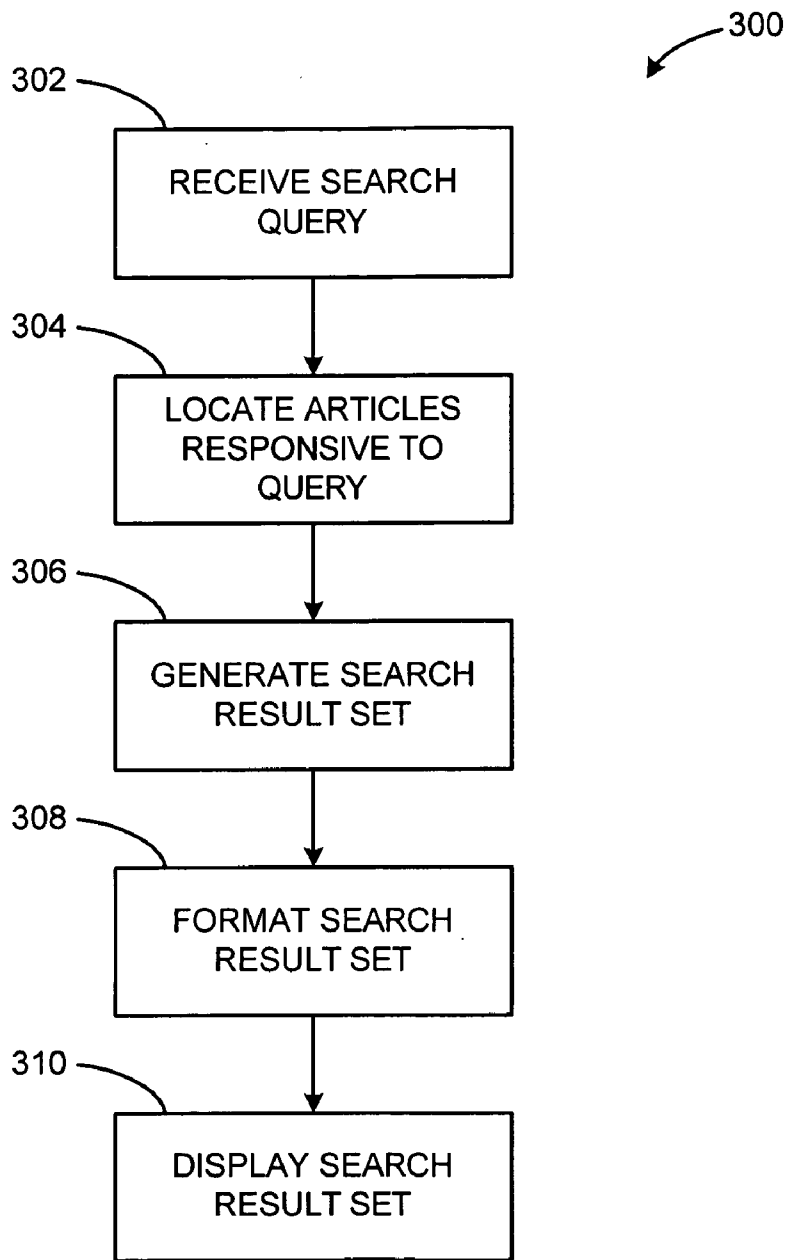 300
302
RECEIVE SEARCH
QUERY
304
LOCATE ARTICLES
RESPONSIVE TO
QUERY
306
GENERATE SEARCH
RESULT SET
308
FORMAT SEARCH
RESULT SET
310
DISPLAY SEARCH
RESULT SET